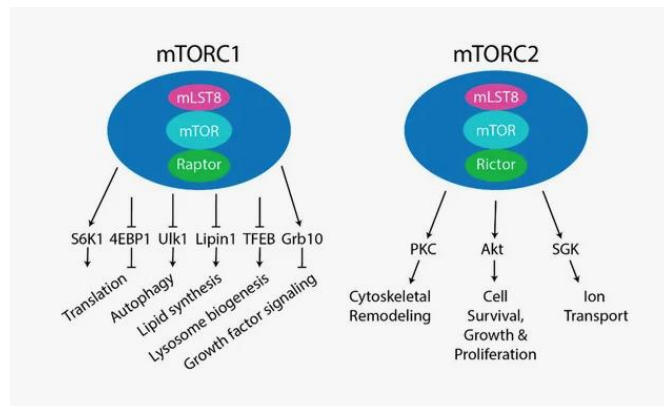 mTORC1
mLST8
mTOR
Raptor
S6K1 4EBP1 Ulk1 Lipin1 TFEB Grb10
Translation
Autophagy
Lipid synthesis
Lysosome biogenesis
Growth factor signaling
mTORC2
mLST8
mTOR
Rictor
PKC Akt SGK
Cytoskeletal
Remodeling
Cell
Survival,
Growth &
Proliferation
Ion
Transport